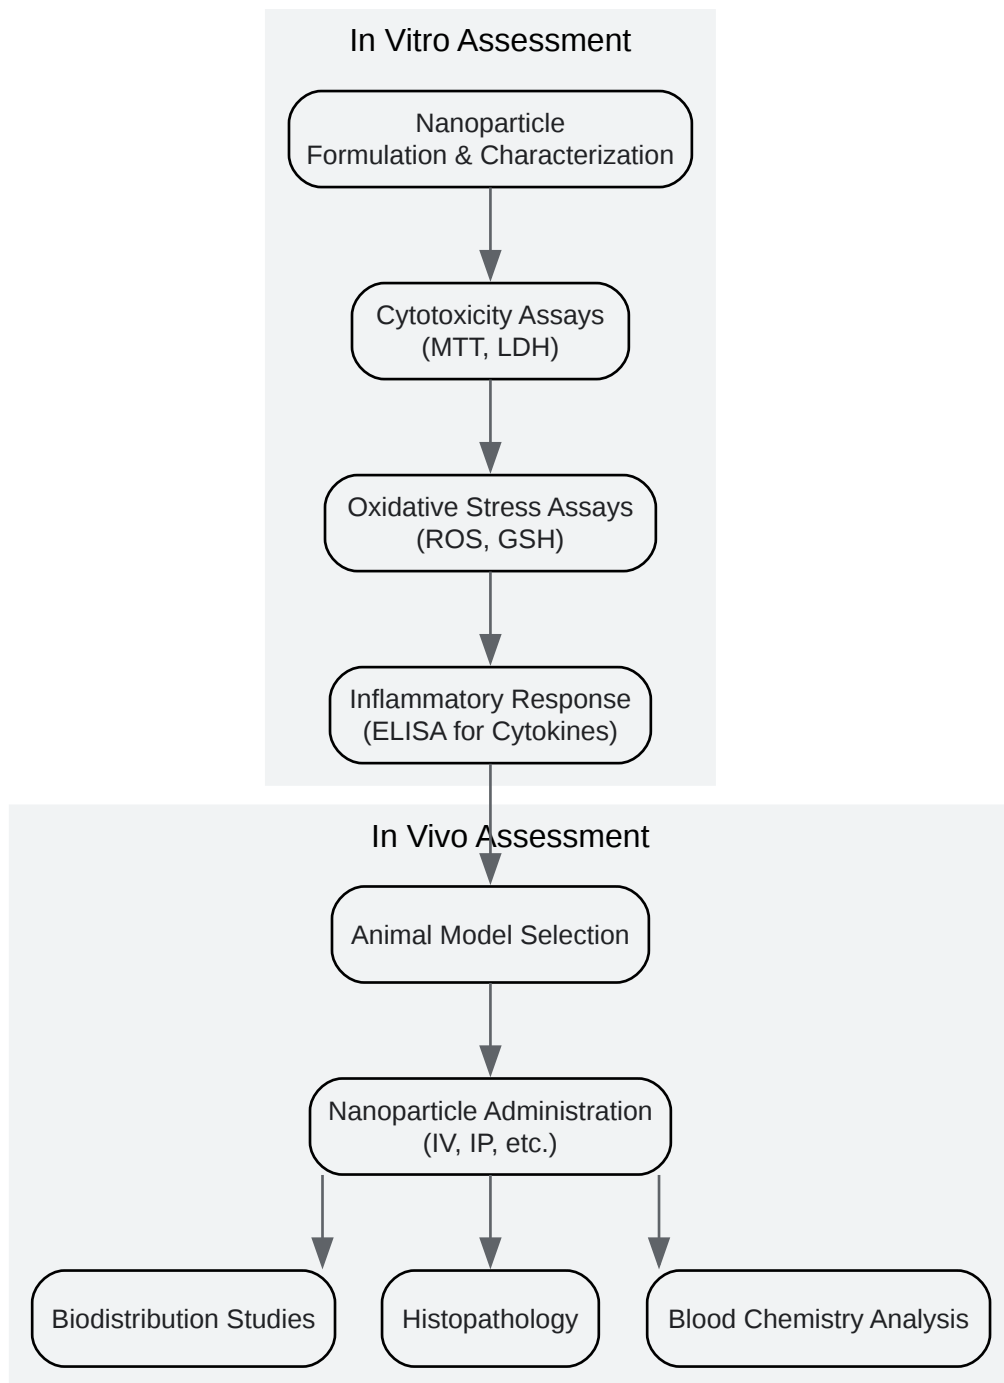 In Vitro Assessment
Nanoparticle
Formulation & Characterization
Cytotoxicity Assays
(MTT, LDH)
Oxidative Stress Assays
(ROS, GSH)
Inflammatory Response
(ELISA for Cytokines)
In Vivo Assessment
Animal Model Selection
Nanoparticle Administration
(IV, IP, etc.)
Biodistribution Studies
Histopathology
Blood Chemistry Analysis